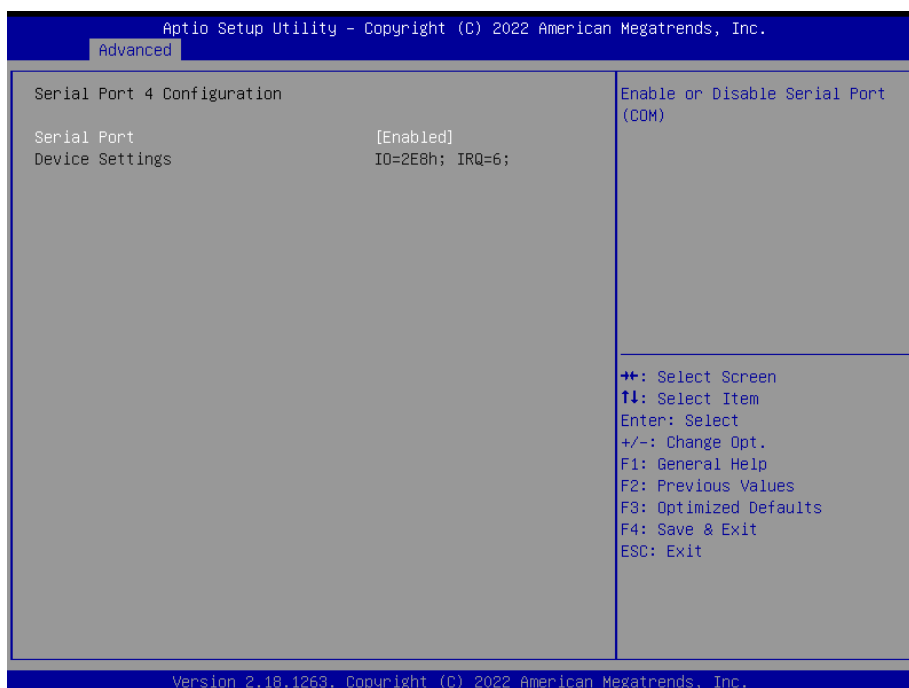 Aptio Setup Utility – Copyright (C) 2022 American Megatrends, Inc.
Advanced
Serial Port 4 Configuration
Serial Port [Enabled]
Device Settings IO=2E8h; IRQ=6;
Enable or Disable Serial Port
(COM)
→←: Select Screen
↑↓: Select Item
Enter: Select
+/-: Change Opt.
F1: General Help
F2: Previous Values
F3: Optimized Defaults
F4: Save & Exit
ESC: Exit
Version 2.18.1263. Copyright (C) 2022 American Megatrends, Inc.